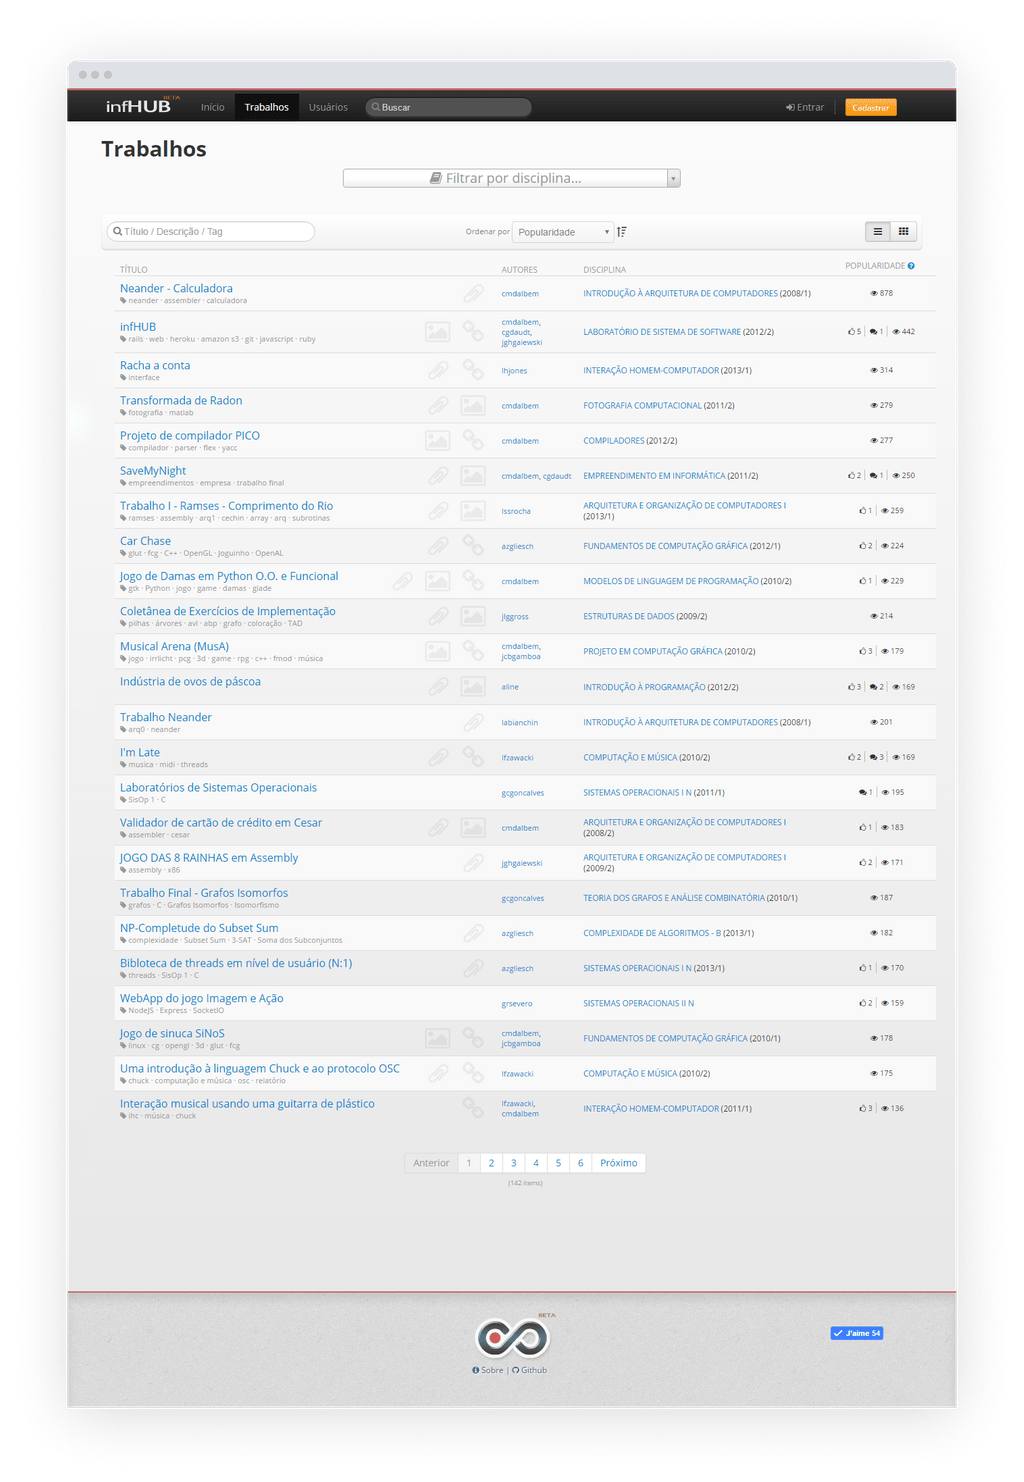 infHUB BETA Início Trabalhos Usuários Buscar Entrar Cadastrar
Trabalhos
Filtrar por disciplina...
Título / Descrição / Tag Ordenar por Popularidade
TÍTULO AUTORES DISCIPLINA POPULARIDADE
Neander - Calculadora
neander · assembler · calculadora
cmdalbem INTRODUÇÃO À ARQUITETURA DE COMPUTADORES (2008/1) 878
infHUB
rails · web · heroku · amazon s3 · git · javascript · ruby
cmdalbem,
cgdaudt,
jghgaiewski
LABORATÓRIO DE SISTEMA DE SOFTWARE (2012/2) 5 1 442
Racha a conta
interface
lhjones INTERAÇÃO HOMEM-COMPUTADOR (2013/1) 314
Transformada de Radon
fotografia · matlab
cmdalbem FOTOGRAFIA COMPUTACIONAL (2011/2) 279
Projeto de compilador PICO
compilador · parser · flex · yacc
cmdalbem COMPILADORES (2012/2) 277
SaveMyNight
empreendimentos · empresa · trabalho final
cmdalbem, cgdaudt EMPREENDIMENTO EM INFORMÁTICA (2011/2) 2 1 250
Trabalho I - Ramses - Comprimento do Rio
ramses · assembly · arq1 · cechin · array · arq · subrotinas
lssrocha ARQUITETURA E ORGANIZAÇÃO DE COMPUTADORES I
(2013/1) 1 259
Car Chase
glut · fcg · C++ · OpenGL · Joguinho · OpenAL
azgliesch FUNDAMENTOS DE COMPUTAÇÃO GRÁFICA (2012/1) 2 224
Jogo de Damas em Python O.O. e Funcional
gtk · Python · jogo · game · damas · glade
cmdalbem MODELOS DE LINGUAGEM DE PROGRAMAÇÃO (2010/2) 1 229
Coletânea de Exercícios de Implementação
pilhas · árvores · avl · abp · grafo · coloração · TAD
jlggross ESTRUTURAS DE DADOS (2009/2) 214
Musical Arena (MusA)
jogo · irrlicht · pcg · 3d · game · rpg · c++ · fmod · música
cmdalbem,
jcbgamboa
PROJETO EM COMPUTAÇÃO GRÁFICA (2010/2) 3 179
Indústria de ovos de páscoa
aline INTRODUÇÃO À PROGRAMAÇÃO (2012/2) 3 2 169
Trabalho Neander
arq0 · neander
labianchin INTRODUÇÃO À ARQUITETURA DE COMPUTADORES (2008/1) 201
I'm Late
musica · midi · threads
lfzawacki COMPUTAÇÃO E MÚSICA (2010/2) 2 3 169
Laboratórios de Sistemas Operacionais
SisOp 1 · C
gcgoncalves SISTEMAS OPERACIONAIS I N (2011/1) 1 195
Validador de cartão de crédito em Cesar
assembler · cesar
cmdalbem ARQUITETURA E ORGANIZAÇÃO DE COMPUTADORES I
(2008/2) 1 183
JOGO DAS 8 RAINHAS em Assembly
assembly · x86
jghgaiewski ARQUITETURA E ORGANIZAÇÃO DE COMPUTADORES I
(2009/2) 2 171
Trabalho Final - Grafos Isomorfos
grafos · C · Grafos Isomorfos · Isomorfismo
gcgoncalves TEORIA DOS GRAFOS E ANÁLISE COMBINATÓRIA (2010/1) 187
NP-Completude do Subset Sum
complexidade · Subset Sum · 3-SAT · Soma dos Subconjuntos
azgliesch COMPLEXIDADE DE ALGORITMOS - B (2013/1) 182
Bibloteca de threads em nível de usuário (N:1)
threads · SisOp 1 · C
azgliesch SISTEMAS OPERACIONAIS I N (2013/1) 1 170
WebApp do jogo Imagem e Ação
NodeJS · Express · SocketIO
grsevero SISTEMAS OPERACIONAIS II N 2 159
Jogo de sinuca SiNoS
linux · cg · opengl · 3d · glut · fcg
cmdalbem,
jcbgamboa
FUNDAMENTOS DE COMPUTAÇÃO GRÁFICA (2010/1) 178
Uma introdução à linguagem Chuck e ao protocolo OSC
chuck · computação e música · osc · relatório
lfzawacki COMPUTAÇÃO E MÚSICA (2010/2) 175
Interação musical usando uma guitarra de plástico
ihc · música · chuck
lfzawacki,
cmdalbem
INTERAÇÃO HOMEM-COMPUTADOR (2011/1) 3 136
Anterior 1 2 3 4 5 6 Próximo
(142 items)
BETA
J'aime 54
Sobre | Github